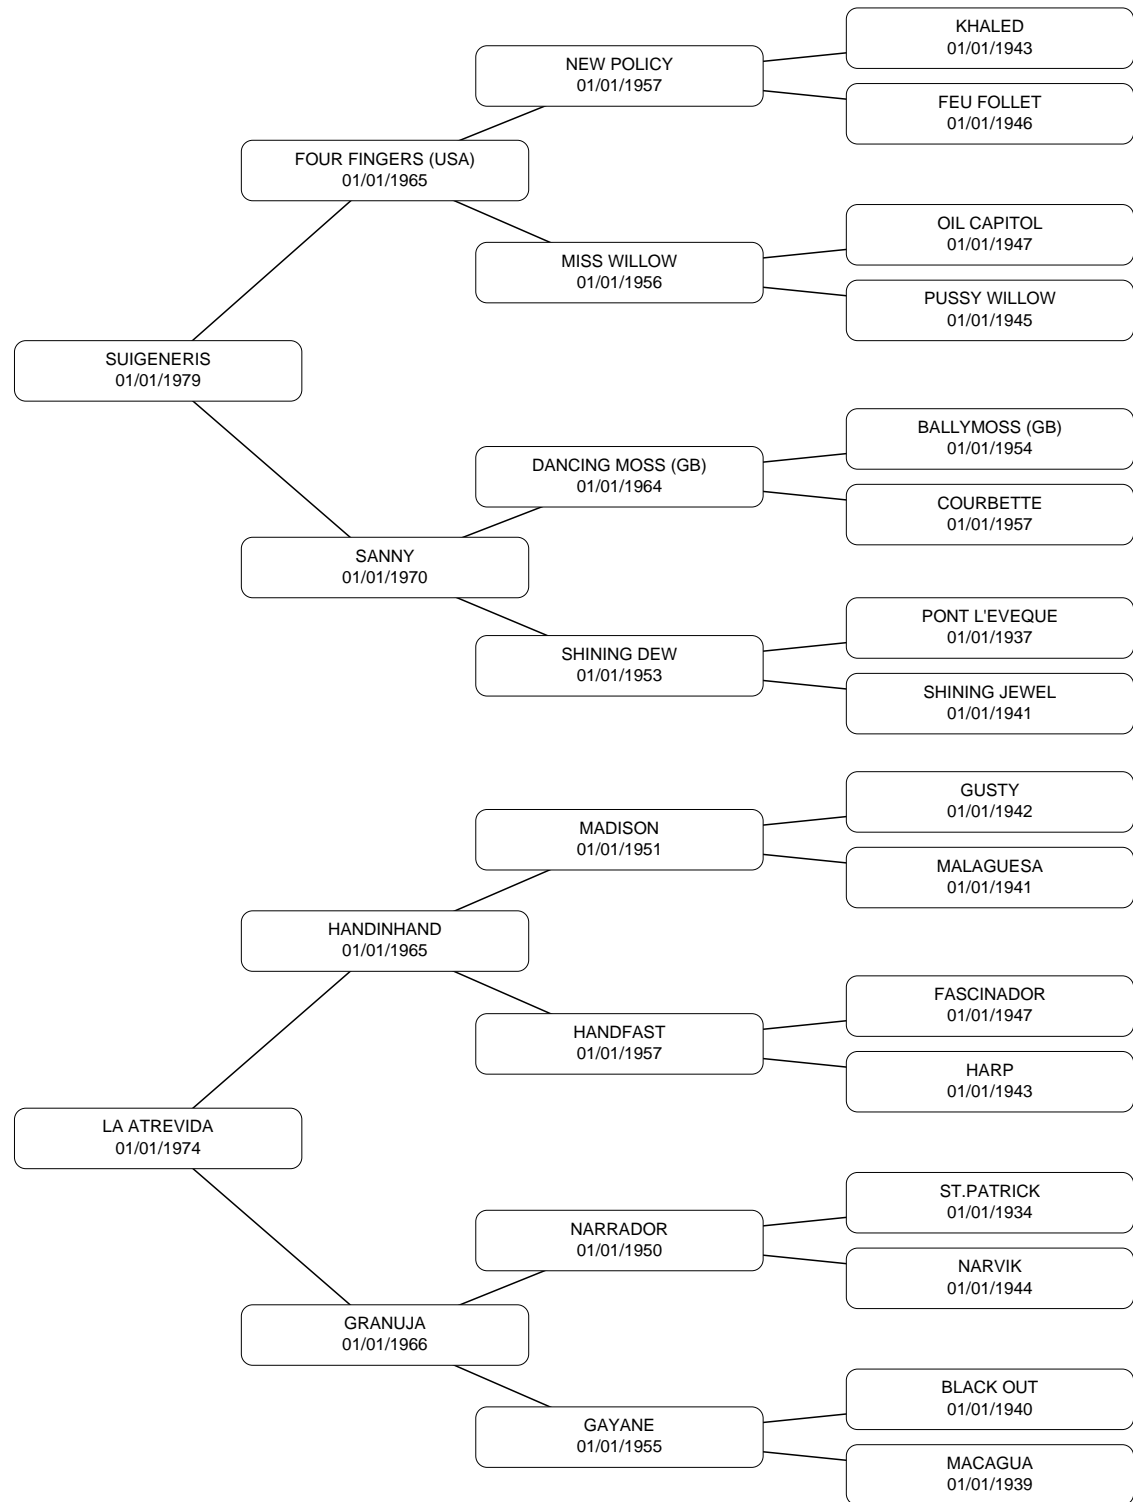 KHALED
01/01/1943
NEW POLICY
01/01/1957
FEU FOLLET
01/01/1946
FOUR FINGERS (USA)
01/01/1965
OIL CAPITOL
01/01/1947
MISS WILLOW
01/01/1956
PUSSY WILLOW
01/01/1945
SUIGENERIS
01/01/1979
BALLYMOSS (GB)
01/01/1954
DANCING MOSS (GB)
01/01/1964
COURBETTE
01/01/1957
SANNY
01/01/1970
PONT L'EVEQUE
01/01/1937
SHINING DEW
01/01/1953
SHINING JEWEL
01/01/1941
GUSTY
01/01/1942
MADISON
01/01/1951
MALAGUESA
01/01/1941
HANDINHAND
01/01/1965
FASCINADOR
01/01/1947
HANDFAST
01/01/1957
HARP
01/01/1943
LA ATREVIDA
01/01/1974
ST.PATRICK
01/01/1934
NARRADOR
01/01/1950
NARVIK
01/01/1944
GRANUJA
01/01/1966
BLACK OUT
01/01/1940
GAYANE
01/01/1955
MACAGUA
01/01/1939